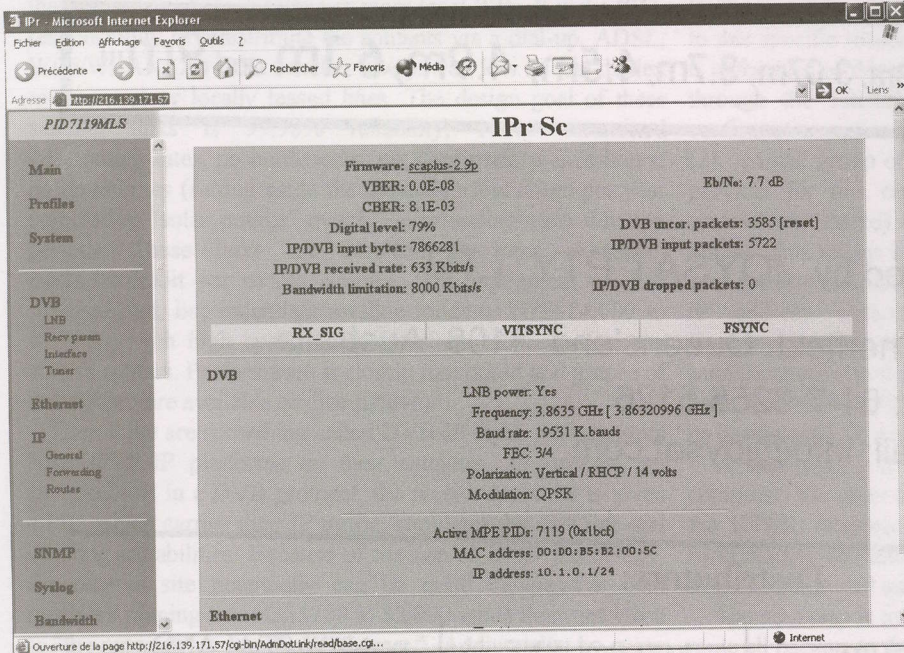 IPr - Microsoft Internet Explorer
Fichier Edition Affichage Favoris Outils ?
Précédente Rechercher Favoris Média
Adresse http://216.139.171.57 OK Liens »
PID7119MLS
Main
Profiles
System
DVB
LNB
Recv param
Interface
Tuner
Ethernet
IP
General
Forwarding
Routes
SNMP
Syslog
Bandwidth
IPr Sc
Firmware: scaplus-2.9p
VBER: 0.0E-08 Eb/No: 7.7 dB
CBER: 8.1E-03
Digital level: 79% DVB uncor. packets: 3585 [reset]
IP/DVB input bytes: 7866281 IP/DVB input packets: 5722
IP/DVB received rate: 633 Kbits/s
Bandwidth limitation: 8000 Kbits/s IP/DVB dropped packets: 0
RX_SIG VITSYNC FSYNC
DVB
LNB power: Yes
Frequency: 3.8635 GHz [ 3.86320996 GHz ]
Baud rate: 19531 K.bauds
FEC: 3/4
Polarization: Vertical / RHCP / 14 volts
Modulation: QPSK
Active MPE PIDs: 7119 (0x1bcf)
MAC address: 00:D0:B5:B2:00:5C
IP address: 10.1.0.1/24
Ethernet
Ouverture de la page http://216.139.171.57/cgi-bin/AdmDotLink/read/base.cgi... Internet